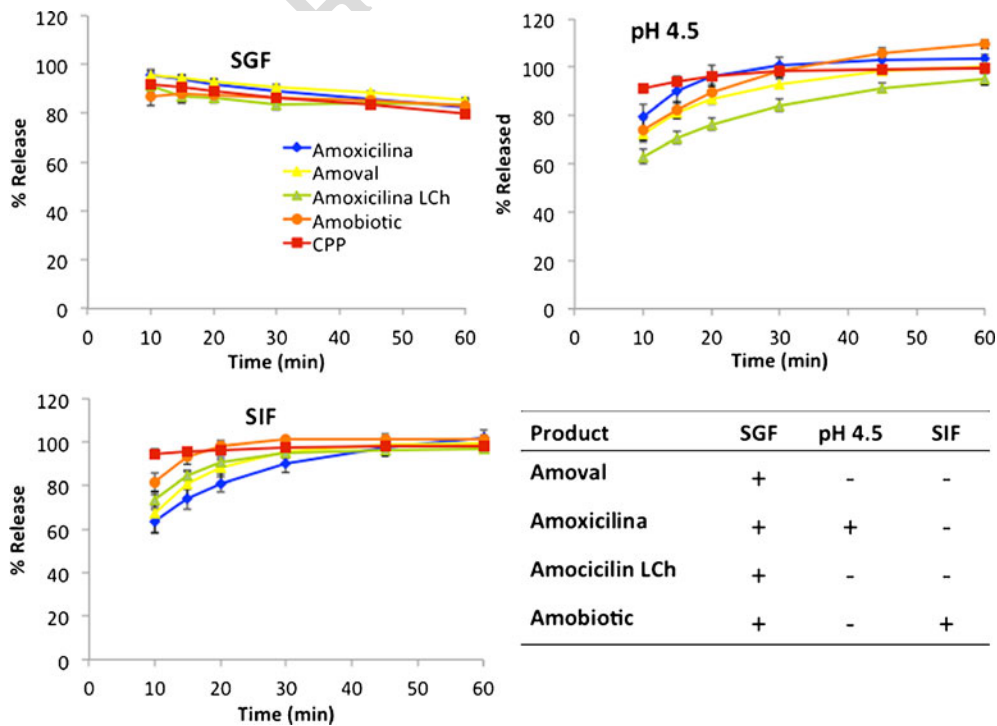 SGF
120
100
80
60
40
20
0
0 10 20 30 40 50 60
% Release
Time (min)
Amoxicilina
Amoval
Amoxicilina LCh
Amobiotic
CPP
pH 4.5
120
100
80
60
40
20
0
0 10 20 30 40 50 60
% Released
Time (min)
SIF
120
100
80
60
40
20
0
0 10 20 30 40 50 60
% Release
Time (min)
Product SGF pH 4.5 SIF
Amoval + - -
Amoxicilina + + -
Amocicilin LCh + - -
Amobiotic + - +